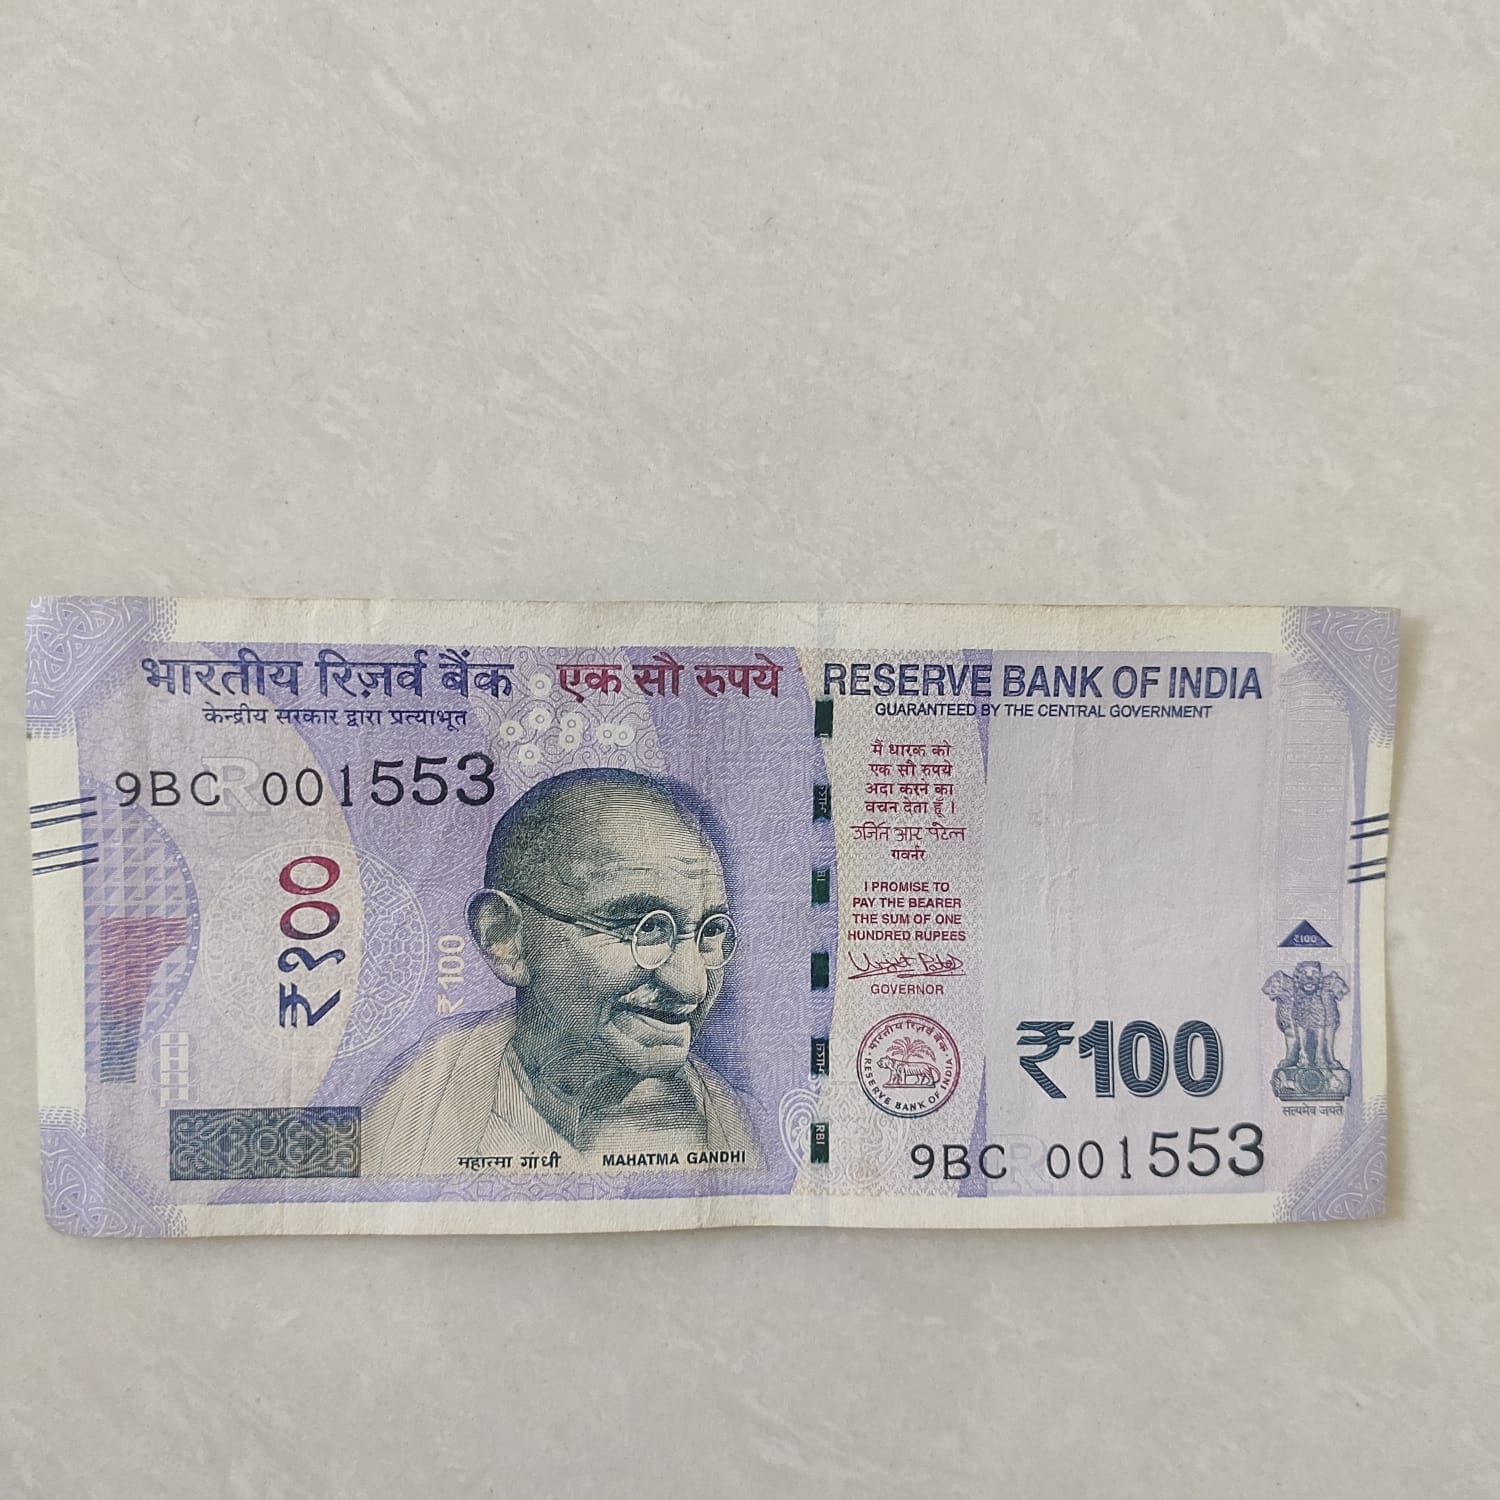 भारतीय रिज़र्व बैंक
एक सौ रुपये
RESERVE BANK OF INDIA
केन्द्रीय सरकार द्वारा प्रत्याभूत
GUARANTEED BY THE CENTRAL GOVERNMENT
9BC 001553
मैं धारक को
एक सौ रुपये
अदा करने का
वचन देता हूँ ।
उर्जित आर पटेल
गवर्नर
I PROMISE TO
PAY THE BEARER
THE SUM OF ONE
HUNDRED RUPEES
Urjit Patel
GOVERNOR
₹१००
₹100
भारतीय रिज़र्व बैंक
RESERVE BANK OF INDIA
₹100
₹100
सत्यमेव जयते
महात्मा गांधी
MAHATMA GANDHI
RBI
9BC 001553